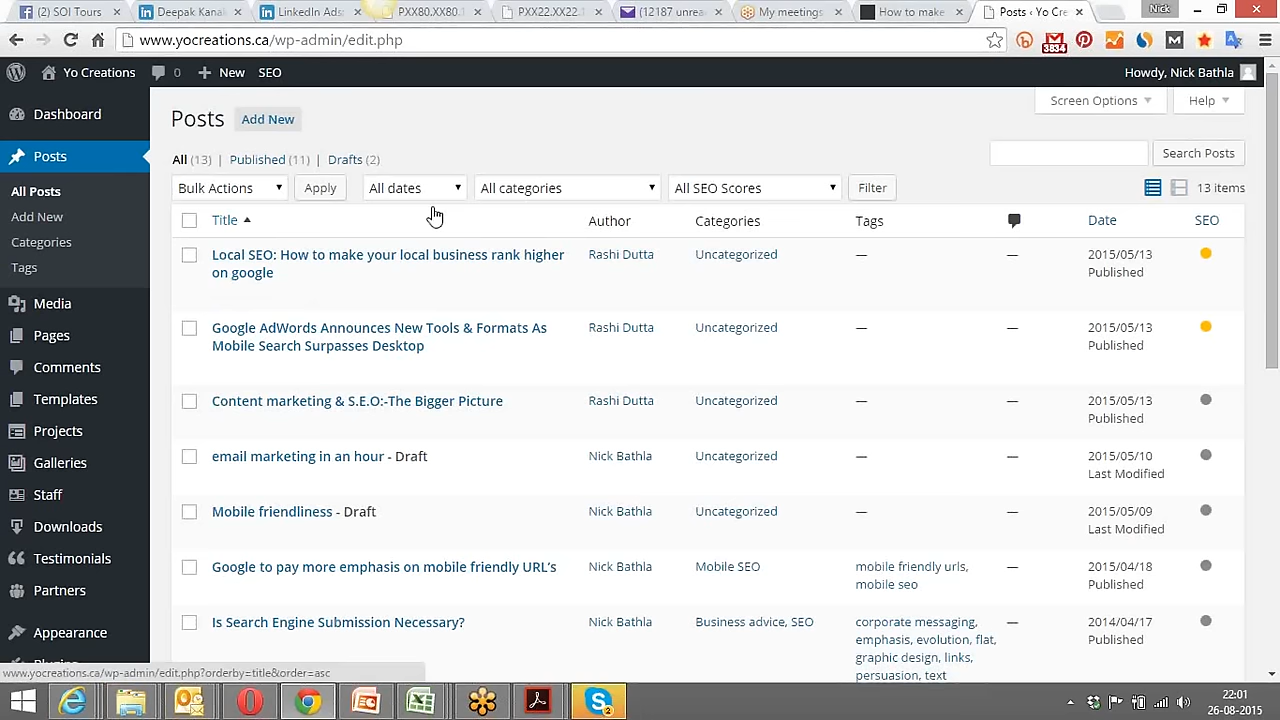 (2) SOI Tours
Deepak Kana
LinkedIn Ads
PXX80.XX80.1
PXX22.XX22.1
(12187 unrea
My meetings
How to make
Posts ‹ Yo Cre
Nick
www.yocreations.ca/wp-admin/edit.php
3834
Yo Creations
0
New
SEO
Howdy, Nick Bathla
Dashboard
Posts
All Posts
Add New
Categories
Tags
Media
Pages
Comments
Templates
Projects
Galleries
Staff
Downloads
Testimonials
Partners
Appearance
Plugins
Posts
Add New
Screen Options
Help
All (13) | Published (11) | Drafts (2)
Search Posts
Bulk Actions
Apply
All dates
All categories
All SEO Scores
Filter
13 items
Title
Author
Categories
Tags
Date
SEO
Local SEO: How to make your local business rank higher
on google
Rashi Dutta
Uncategorized
—
—
2015/05/13
Published
Google AdWords Announces New Tools & Formats As
Mobile Search Surpasses Desktop
Rashi Dutta
Uncategorized
—
—
2015/05/13
Published
Content marketing & S.E.O:-The Bigger Picture
Rashi Dutta
Uncategorized
—
—
2015/05/13
Published
email marketing in an hour - Draft
Nick Bathla
Uncategorized
—
—
2015/05/10
Last Modified
Mobile friendliness - Draft
Nick Bathla
Uncategorized
—
—
2015/05/09
Last Modified
Google to pay more emphasis on mobile friendly URL's
Nick Bathla
Mobile SEO
mobile friendly urls,
mobile seo
—
2015/04/18
Published
Is Search Engine Submission Necessary?
Nick Bathla
Business advice, SEO
corporate messaging,
emphasis, evolution, flat,
graphic design, links,
persuasion, text
—
2014/04/17
Published
www.yocreations.ca/wp-admin/edit.php?orderby=title&order=asc
2
22:01
26-08-2015